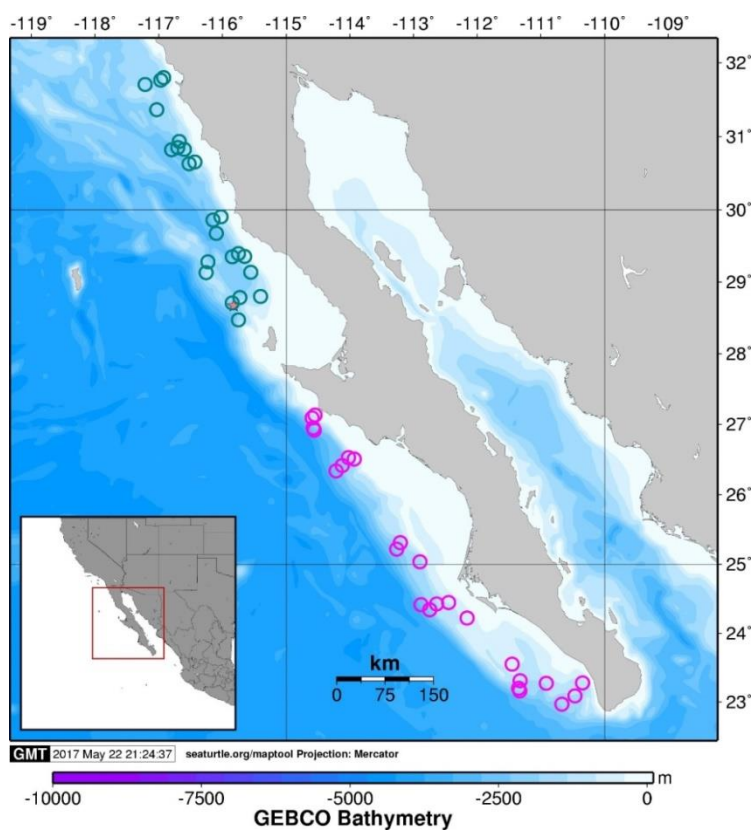 -119˚ -118˚ -117˚ -116˚ -115˚ -114˚ -113˚ -112˚ -111˚ -110˚ -109˚
32˚
31˚
30˚
29˚
28˚
27˚
26˚
25˚
24˚
23˚
km
0 75 150
GMT 2017 May 22 21:24:37 seaturtle.org/maptool Projection: Mercator
m
-10000 -7500 -5000 -2500 0
GEBCO Bathymetry